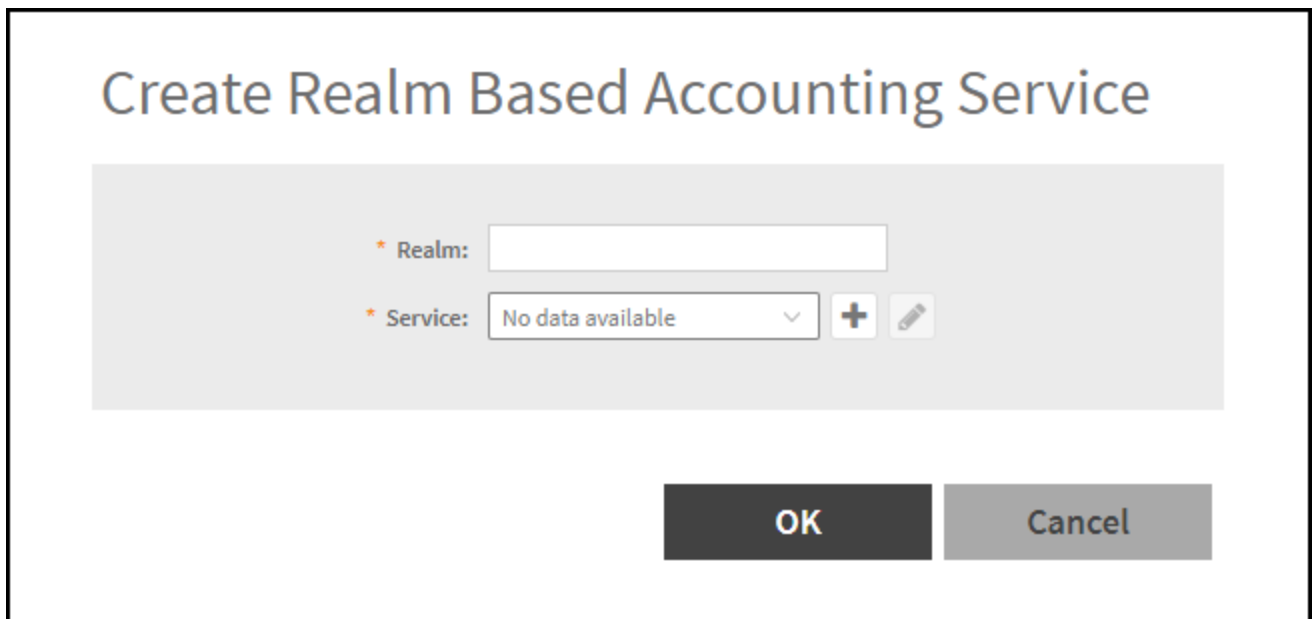 Create Realm Based Accounting Service
* Realm:
* Service: No data available
OK Cancel